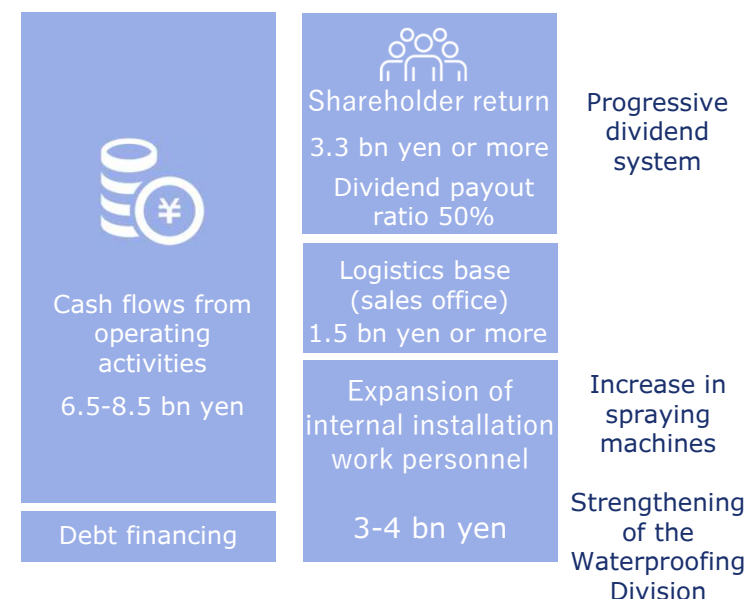 ¥
Cash flows from
operating
activities
6.5-8.5 bn yen
Debt financing
Shareholder return
3.3 bn yen or more
Dividend payout
ratio 50%
Logistics base
(sales office)
1.5 bn yen or more
Expansion of
internal installation
work personnel
3-4 bn yen
Progressive
dividend
system
Increase in
spraying
machines
Strengthening
of the
Waterproofing
Division